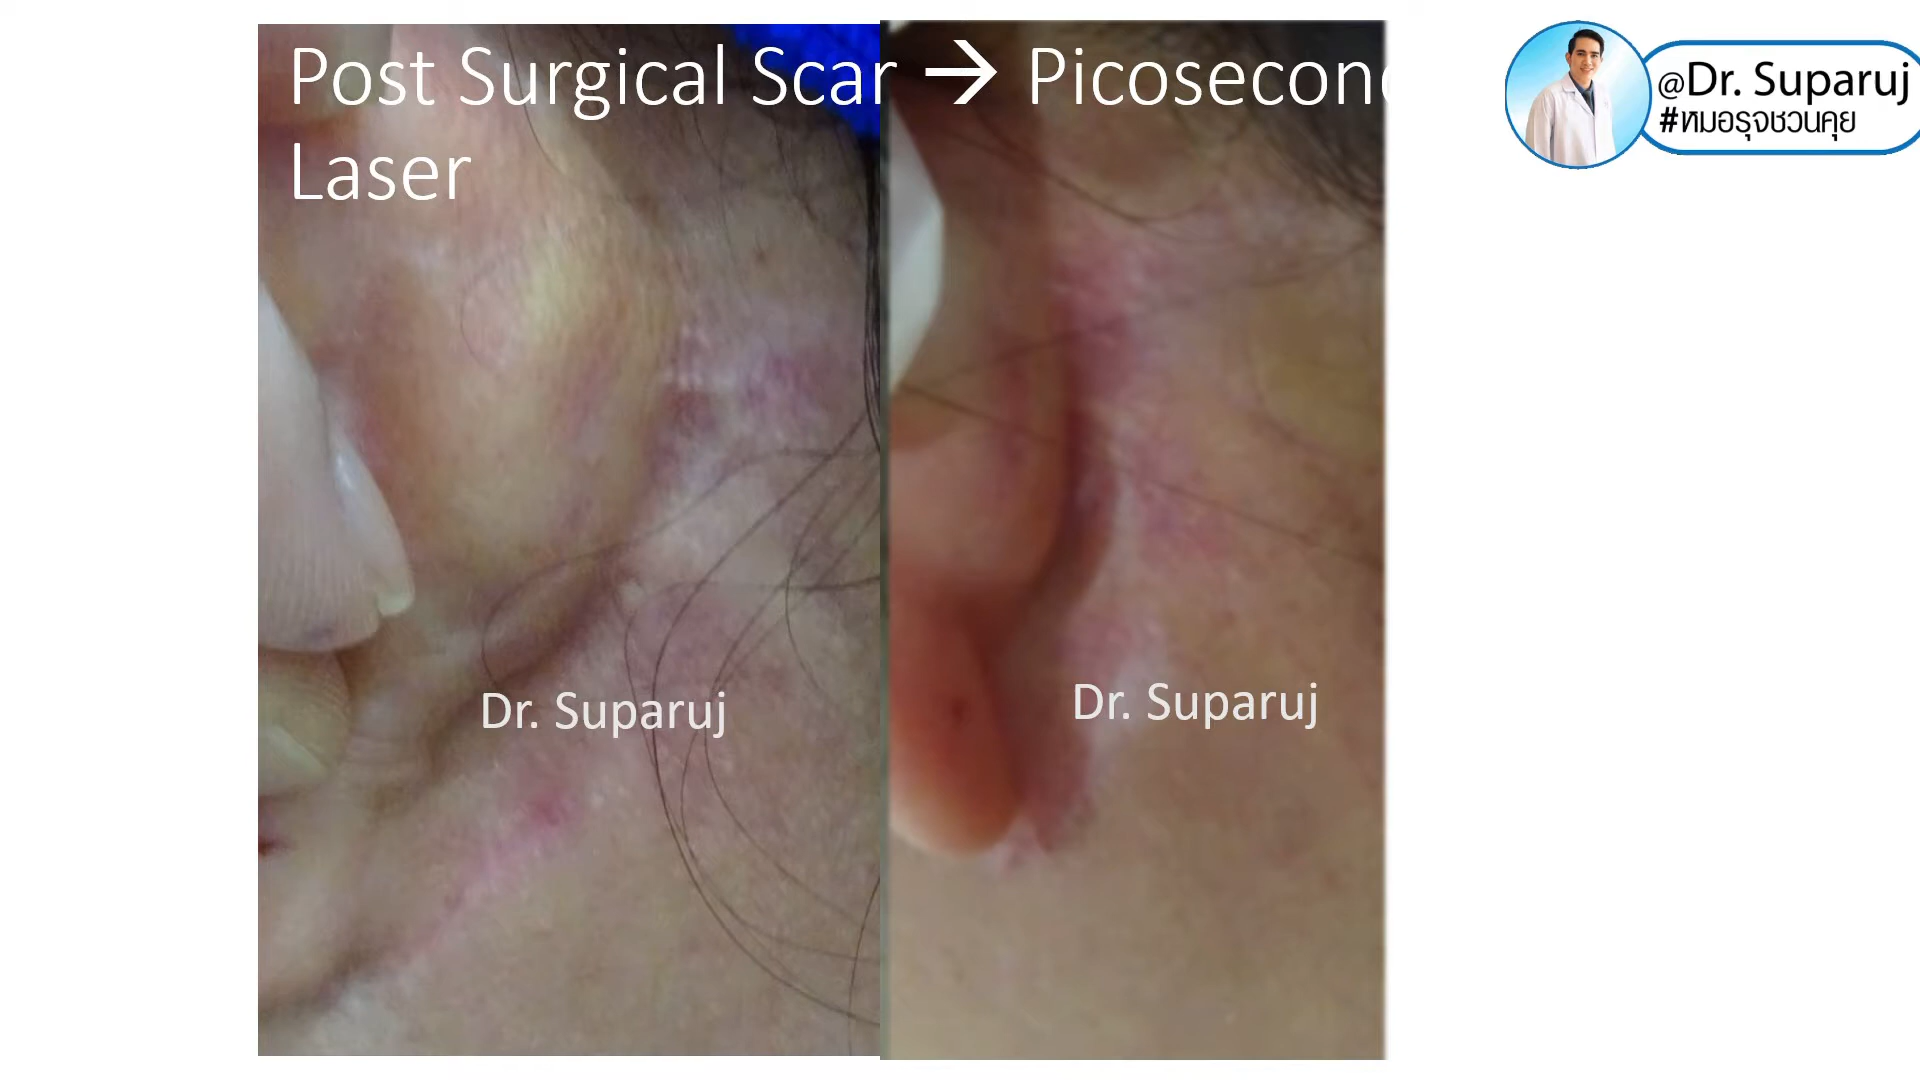 Post Surgical Scar → Picosecond
Laser
@Dr. Suparuj
#หมอรุจชวนคุย
Dr. Suparuj
Dr. Suparuj